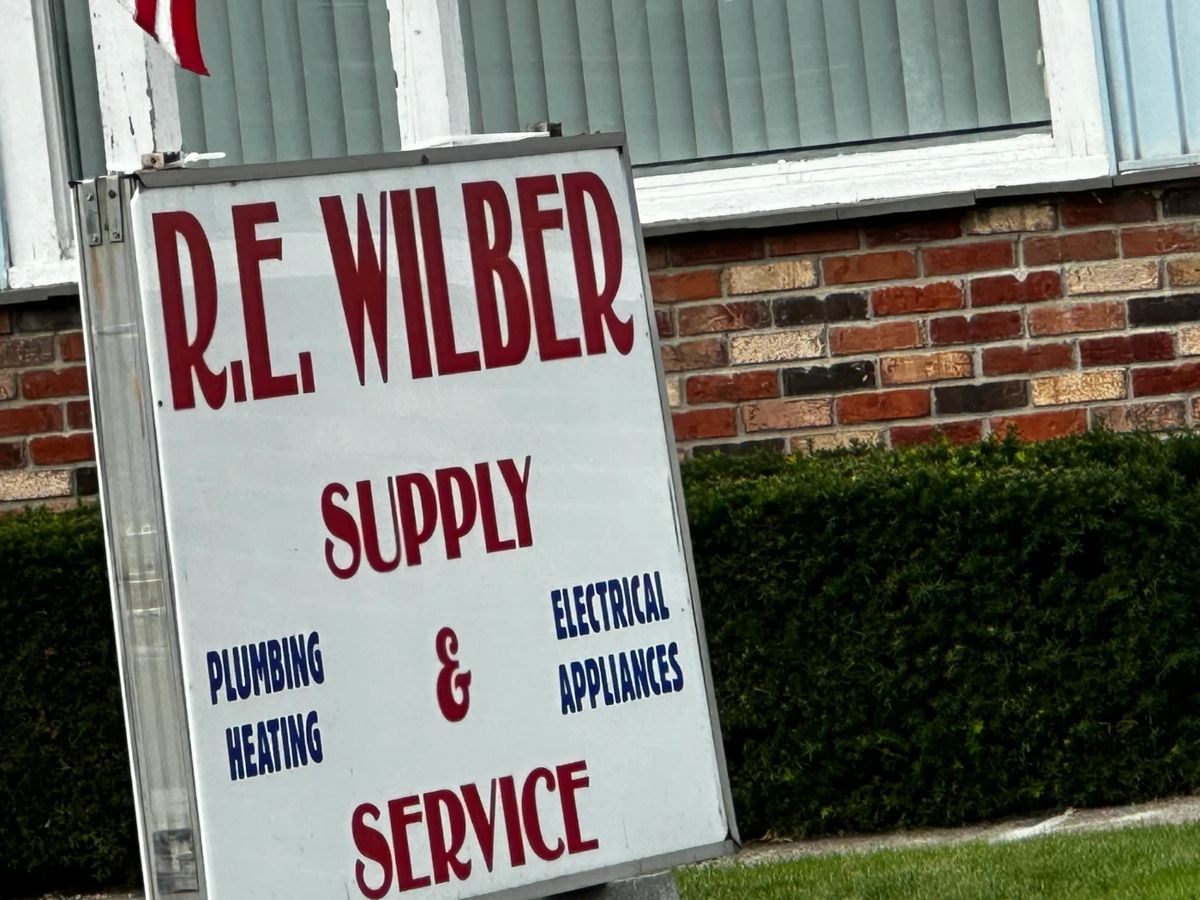 R.E. WILBER
SUPPLY
PLUMBING
HEATING
&
ELECTRICAL
APPLIANCES
SERVICE